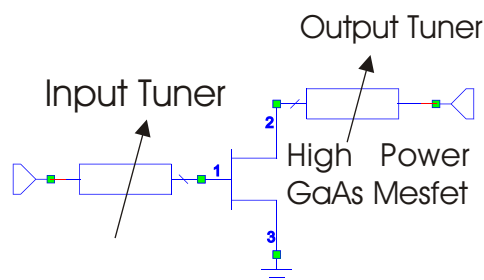 Output Tuner
Input Tuner
2
High Power
GaAs Mesfet
1
3